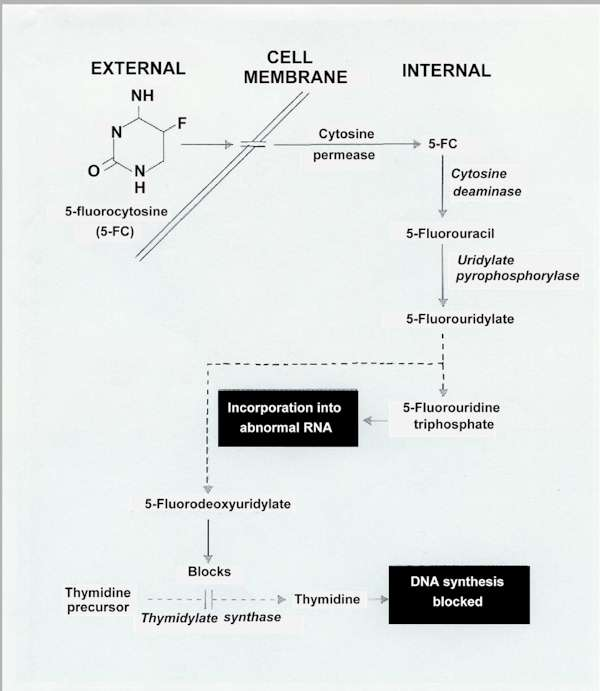 EXTERNAL
CELL
MEMBRANE
INTERNAL
NH
N
F
O
N
H
5-fluorocytosine
(5-FC)
Cytosine
permease
5-FC
Cytosine
deaminase
5-Fluorouracil
Uridylate
pyrophosphorylase
5-Fluorouridylate
Incorporation into
abnormal RNA
5-Fluorouridine
triphosphate
5-Fluorodeoxyuridylate
Blocks
Thymidine
precursor
Thymidylate synthase
Thymidine
DNA synthesis
blocked